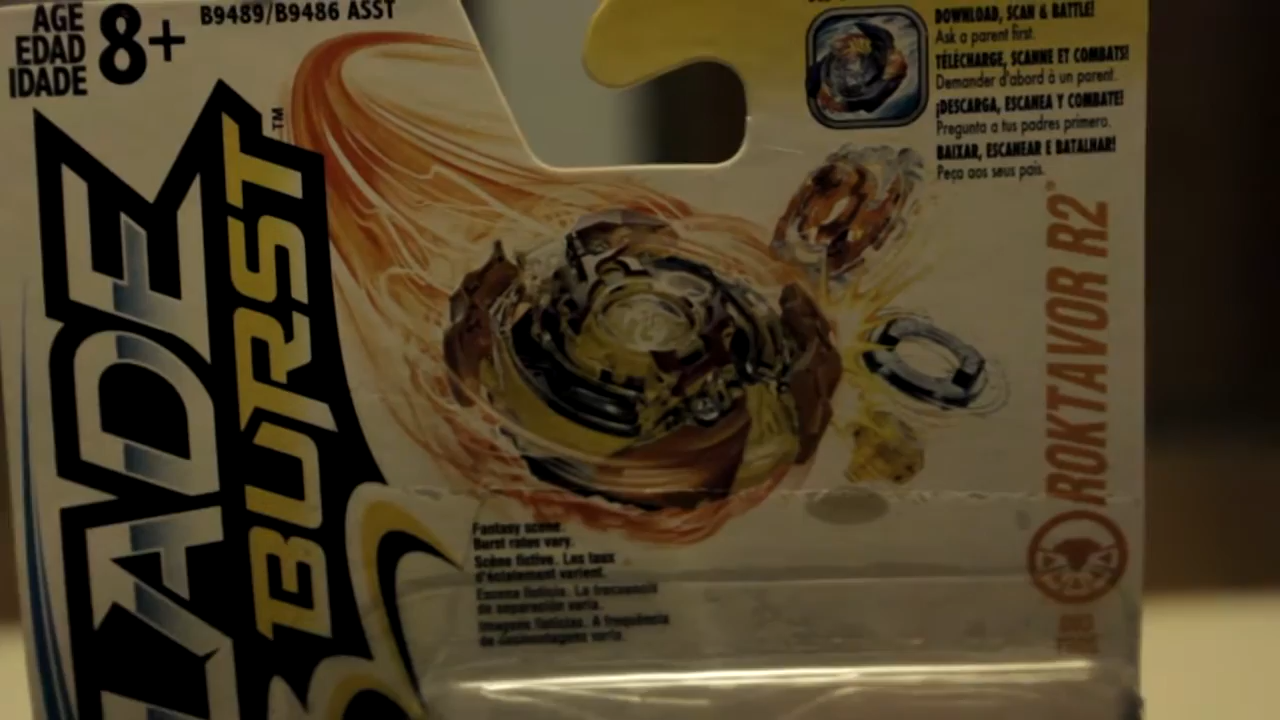 AGE
EDAD
IDADE
8+
B9489/B9486 ASST
LADE
BURST™
DOWNLOAD, SCAN & BATTLE!
Ask a parent first.
TÉLÉCHARGE, SCANNE ET COMBATS!
Demander d'abord à un parent.
¡DESCARGA, ESCANEA Y COMBATE!
Pregunta a tus padres primero.
BAIXAR, ESCANEAR E BATALHAR!
Peça aos seus pais.
ROKTAVOR R2
Fantasy scene.
Burst rates vary.
Scène fictive. Les taux
d'éclatement varient.
Escena ficticia. La frecuencia
de separación varía.
Imagens fictícias. A frequência
de desmontagens varia.